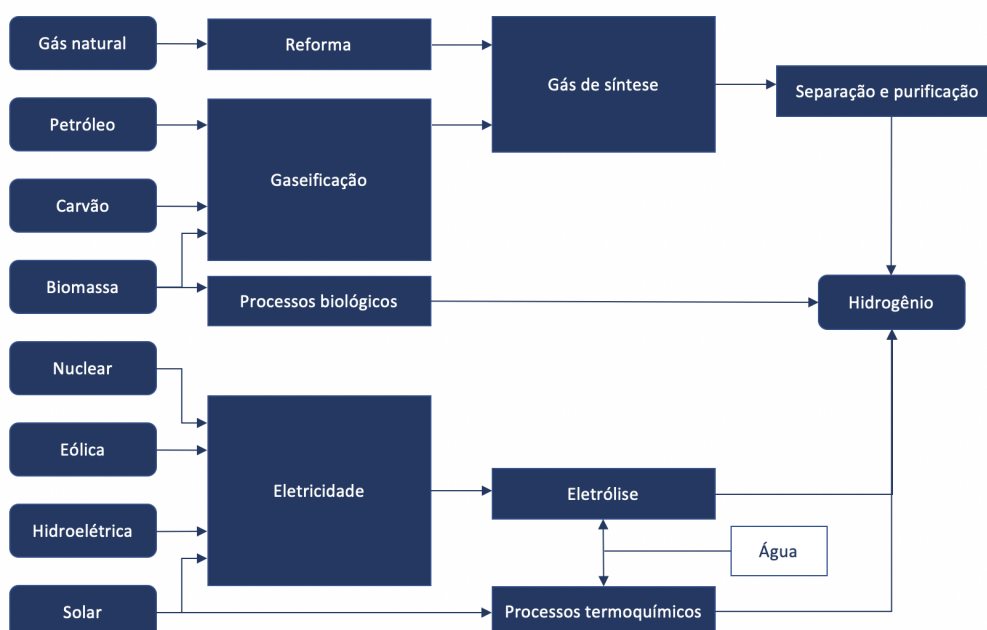 Gás natural
Reforma
Gás de síntese
Separação e purificação
Petróleo
Gaseificação
Carvão
Biomassa
Processos biológicos
Hidrogênio
Nuclear
Eólica
Eletricidade
Eletrólise
Hidroelétrica
Água
Solar
Processos termoquímicos